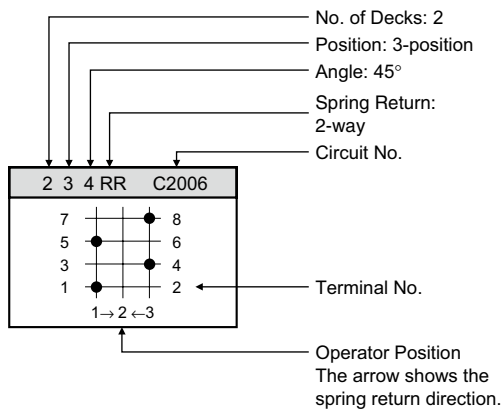 No. of Decks: 2
Position: 3-position
Angle: 45°
Spring Return:
2-way
Circuit No.
2 3 4 RR C2006
7 8
5 6
3 4
1 2
1→ 2 ←3
Terminal No.
Operator Position
The arrow shows the
spring return direction.